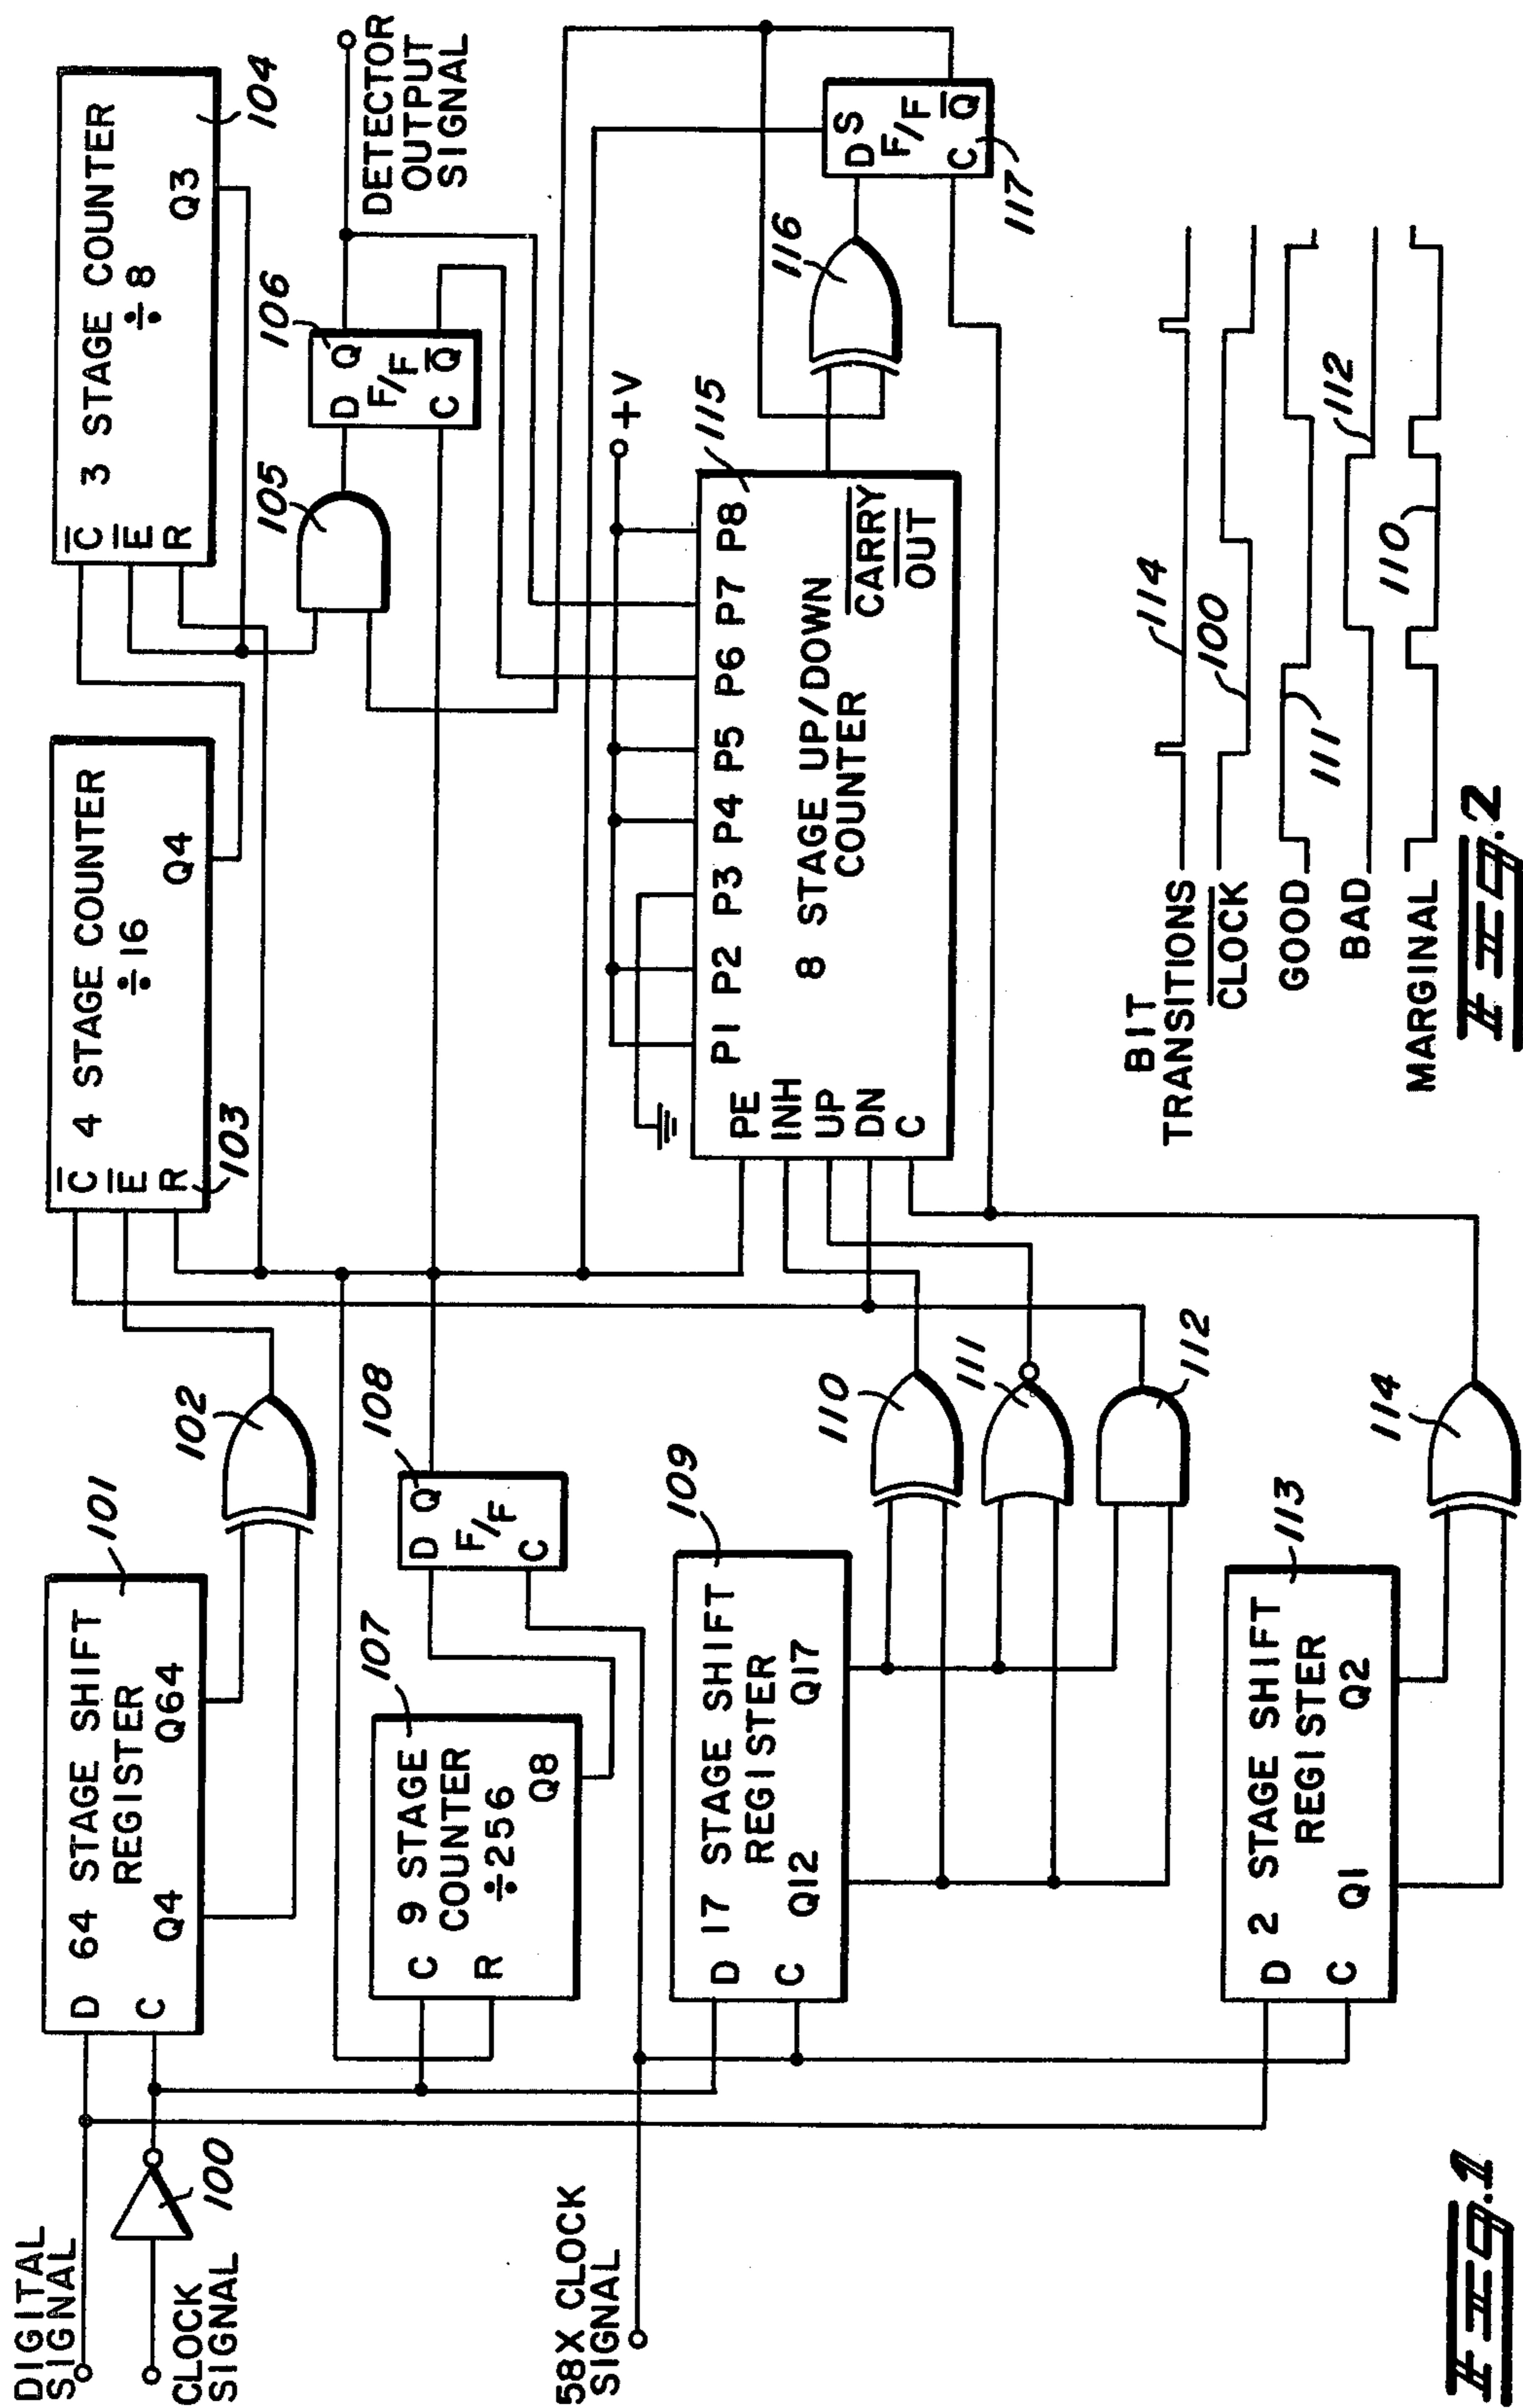 DIGITAL
SIGNAL
CLOCK
SIGNAL
100
D 64 STAGE SHIFT
REGISTER
C Q4 Q64
101
102
C 4 STAGE COUNTER
÷16
E
R Q4
103
C 3 STAGE COUNTER
÷8
E
R Q3
104
105
106
D Q
F/F
C Q
DETECTOR
OUTPUT
SIGNAL
107
C 9 STAGE
COUNTER
÷256
R Q8
108
D Q
F/F
C
58X CLOCK
SIGNAL
109
D 17 STAGE SHIFT
REGISTER
C Q12 Q17
110
111
112
113
D 2 STAGE SHIFT
REGISTER
C Q1 Q2
114
+V
115
P1 P2 P3 P4 P5 P6 P7 P8
PE
INH
UP
DN
C
8 STAGE UP/DOWN
COUNTER
CARRY
OUT
116
D S
F/F
C Q
117
FIG.1
BIT
TRANSITIONS
114
CLOCK
100
GOOD
111
BAD
112
MARGINAL
110
FIG.2